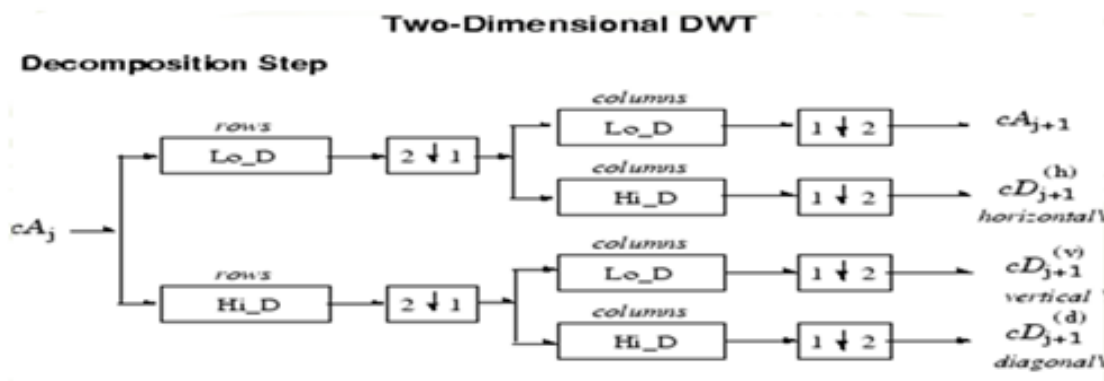 Two-Dimensional DWT
Decomposition Step
columns
rows
Lo_D
2 ↓ 1
Lo_D
1 ↓ 2
cA_{j+1}
columns
Hi_D
1 ↓ 2
cD_{j+1}^{(h)}
horizontal
cA_j
columns
rows
Hi_D
2 ↓ 1
Lo_D
1 ↓ 2
cD_{j+1}^{(v)}
vertical
columns
Hi_D
1 ↓ 2
cD_{j+1}^{(d)}
diagonal